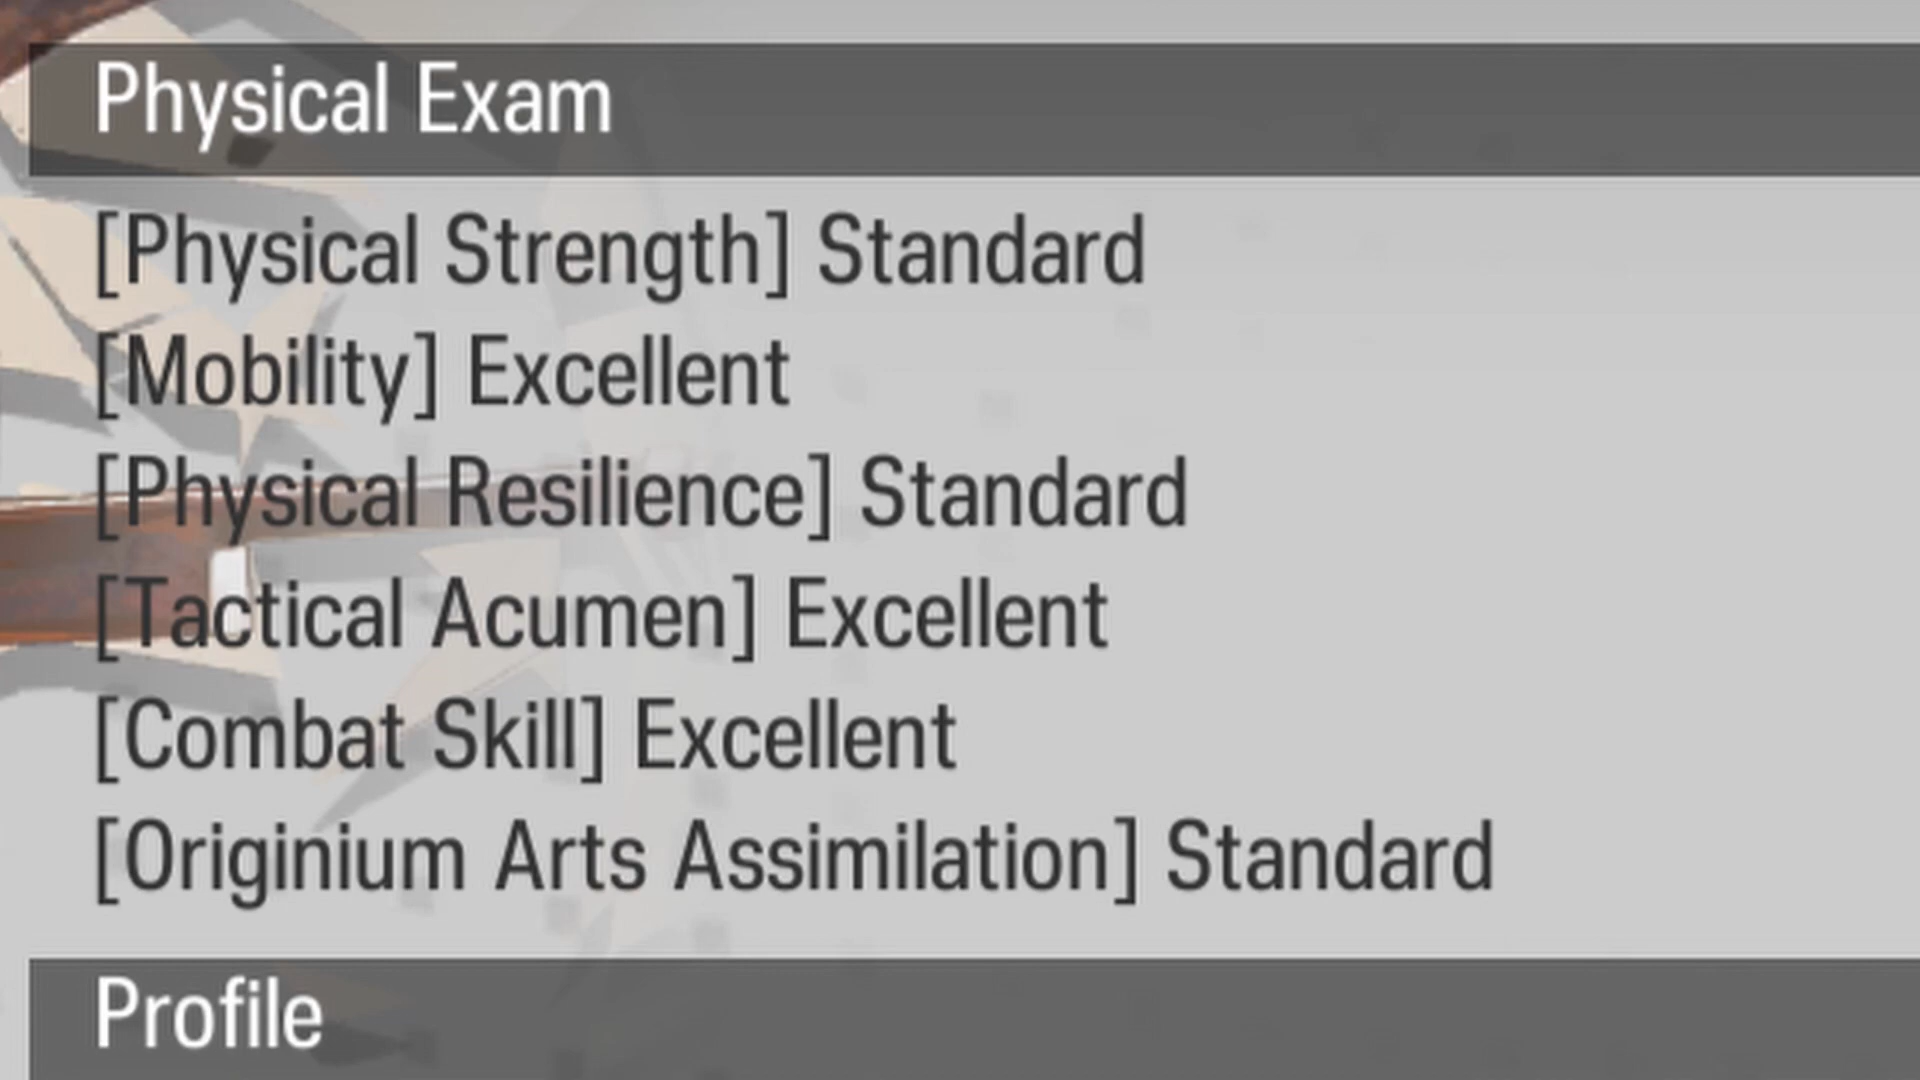 Physical Exam
[Physical Strength] Standard
[Mobility] Excellent
[Physical Resilience] Standard
[Tactical Acumen] Excellent
[Combat Skill] Excellent
[Originium Arts Assimilation] Standard
Profile